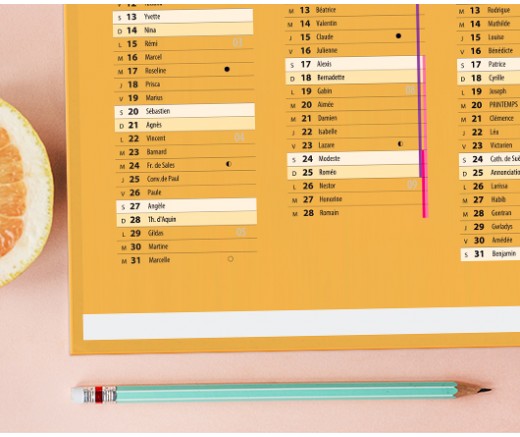 S 13 Yvette
D 14 Nina
L 15 Rémi 03
M 16 Marcel
M 17 Roseline
J 18 Prisca
V 19 Marius
S 20 Sébastien
D 21 Agnès
L 22 Vincent 04
M 23 Barnard
M 24 Fr. de Sales
J 25 Conv. de Paul
V 26 Paule
S 27 Angèle
D 28 Th. d'Aquin
L 29 Gildas 05
M 30 Martine
M 31 Marcelle
M 13 Béatrice
M 14 Valentin
J 15 Claude
V 16 Julienne
S 17 Alexis
D 18 Bernadette
L 19 Gabin
M 20 Aimée
M 21 Damien
J 22 Isabelle
V 23 Lazare
S 24 Modeste
D 25 Roméo
L 26 Nestor
M 27 Honorine
M 28 Romain
M 13 Rodrigue
M 14 Mathilde
J 15 Louise
V 16 Bénédicte
S 17 Patrice
D 18 Cyrille
L 19 Joseph
M 20 PRINTEMPS
M 21 Clémence
J 22 Léa
V 23 Victorien
S 24 Cath. de Su
D 25 Annonciatio
L 26 Larissa
M 27 Habib
M 28 Gontran
J 29 Gwladys
V 30 Amédée
S 31 Benjamin